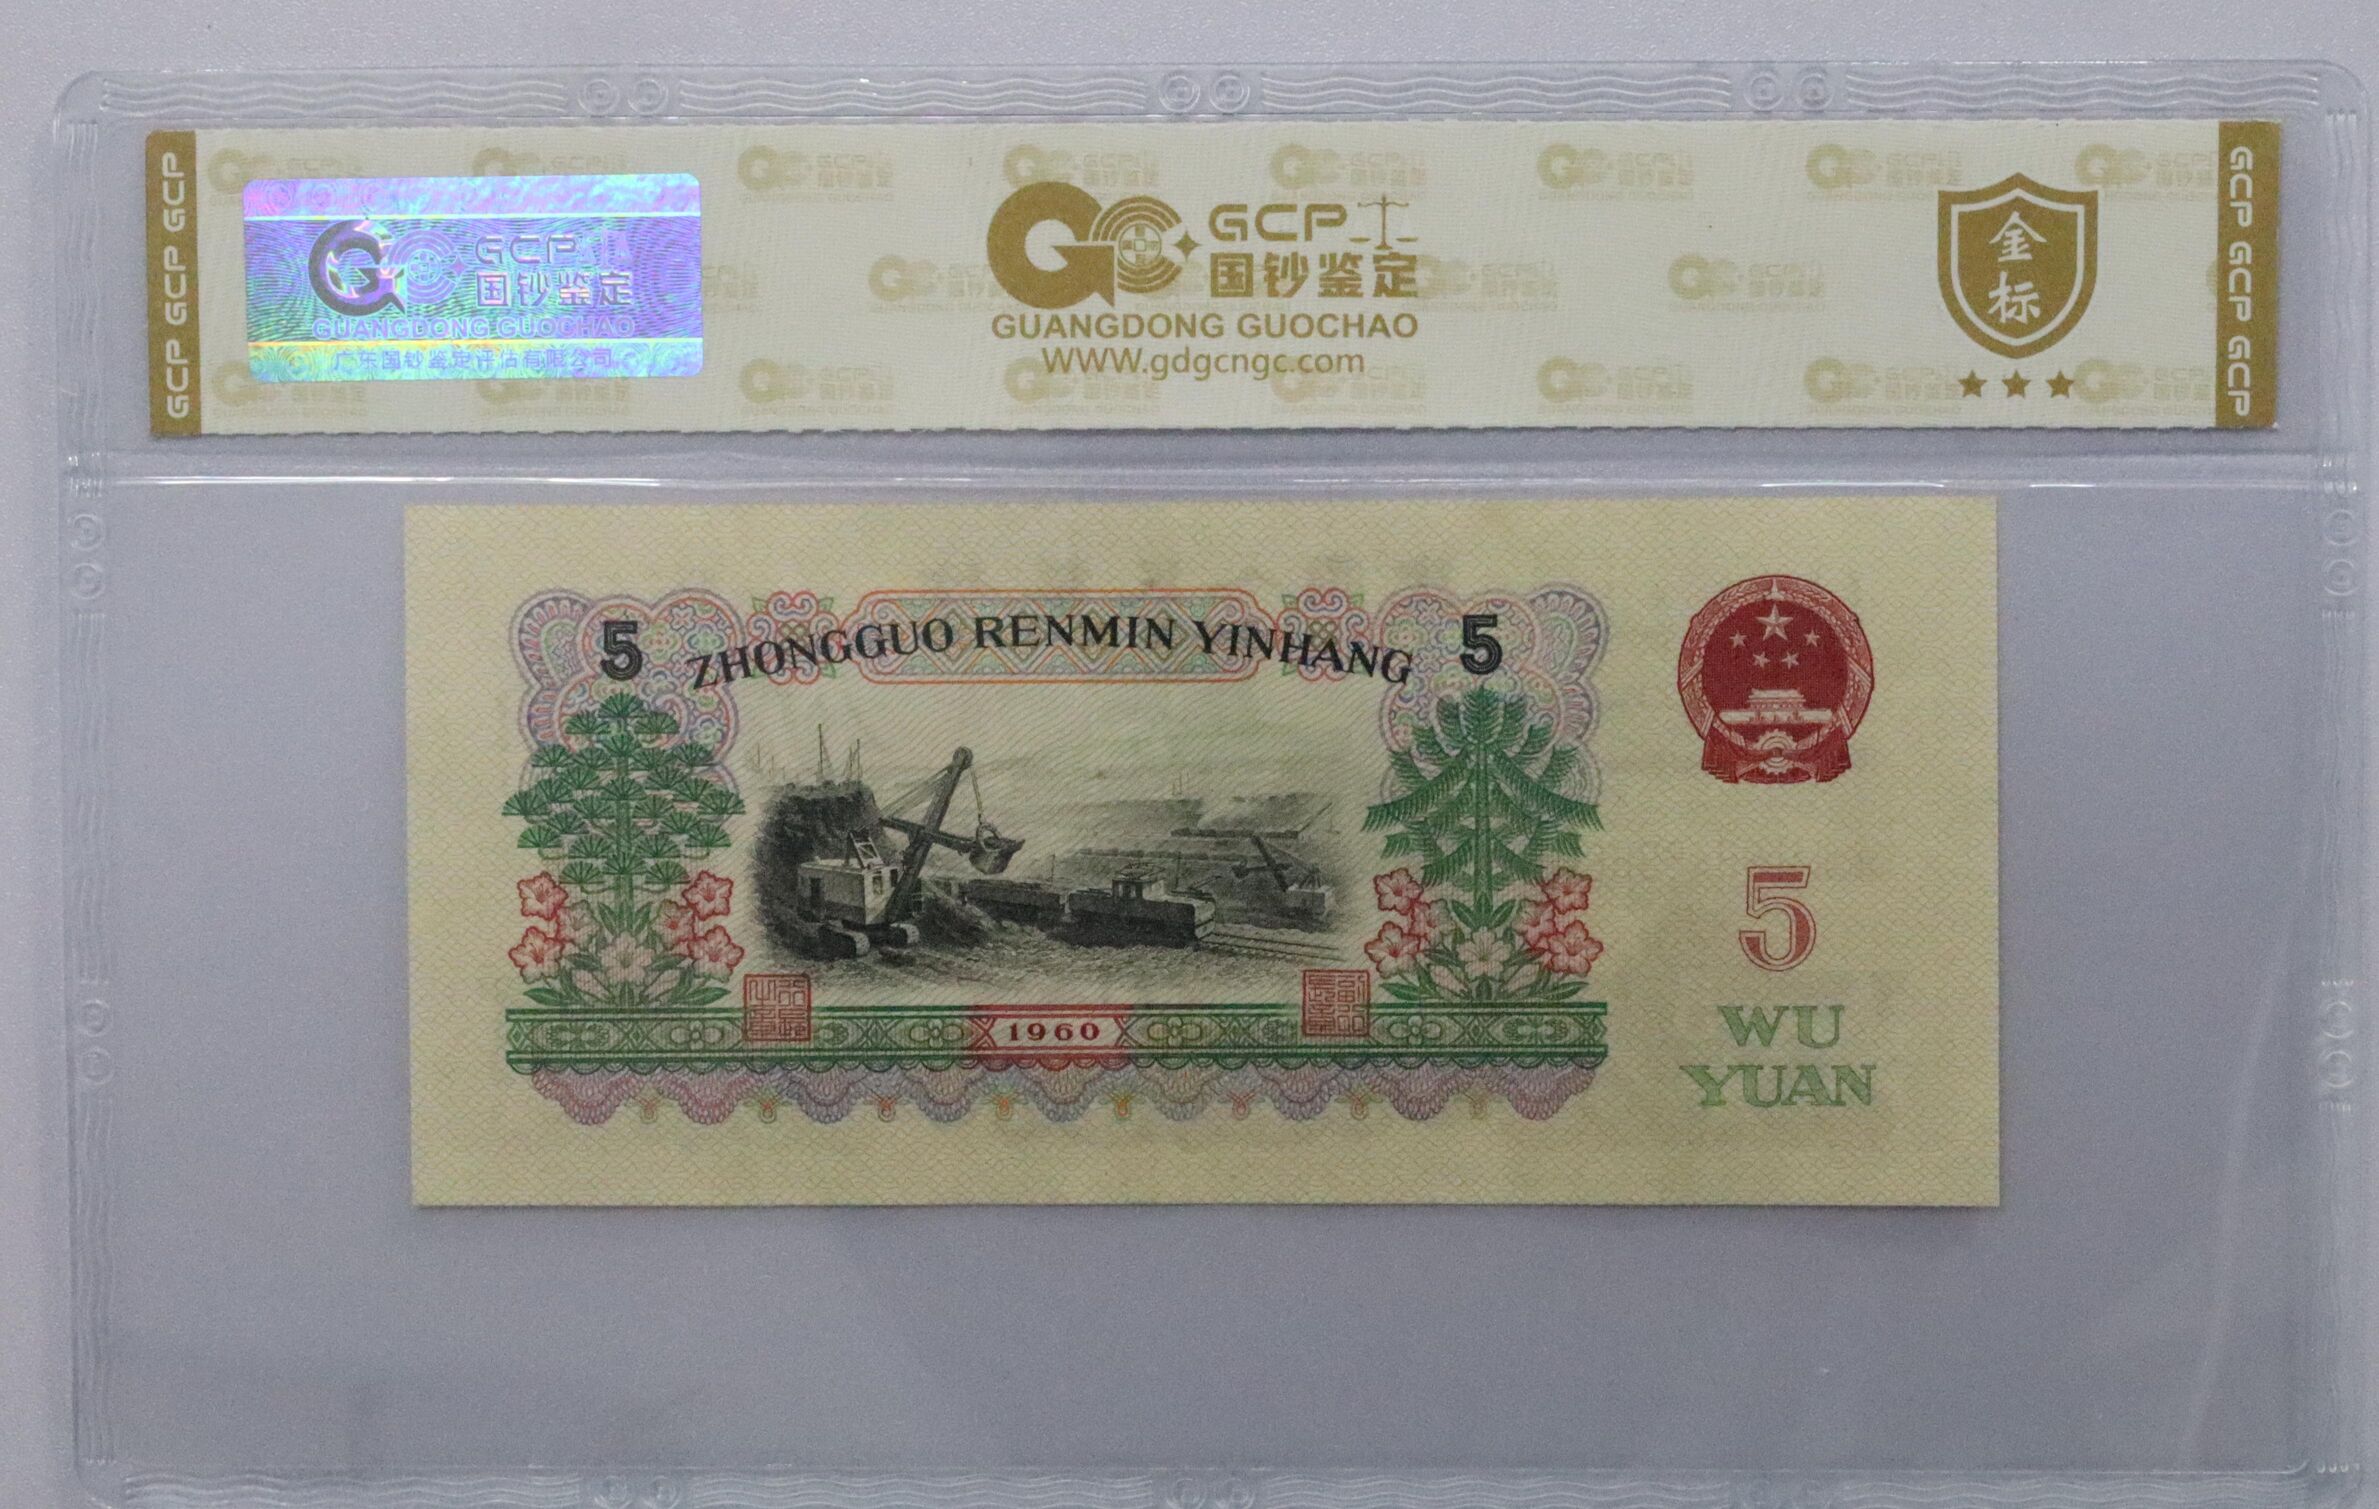 GCP GCP GCP
GCP
国钞鉴定
GUANGDONG GUOCHAO
广东国钞鉴定评估有限公司
GCP
国钞鉴定
GUANGDONG GUOCHAO
WWW.gdgcngc.com
金标
GCP GCP GCP
5 ZHONGGUO RENMIN YINHANG 5
1960
5
WU
YUAN